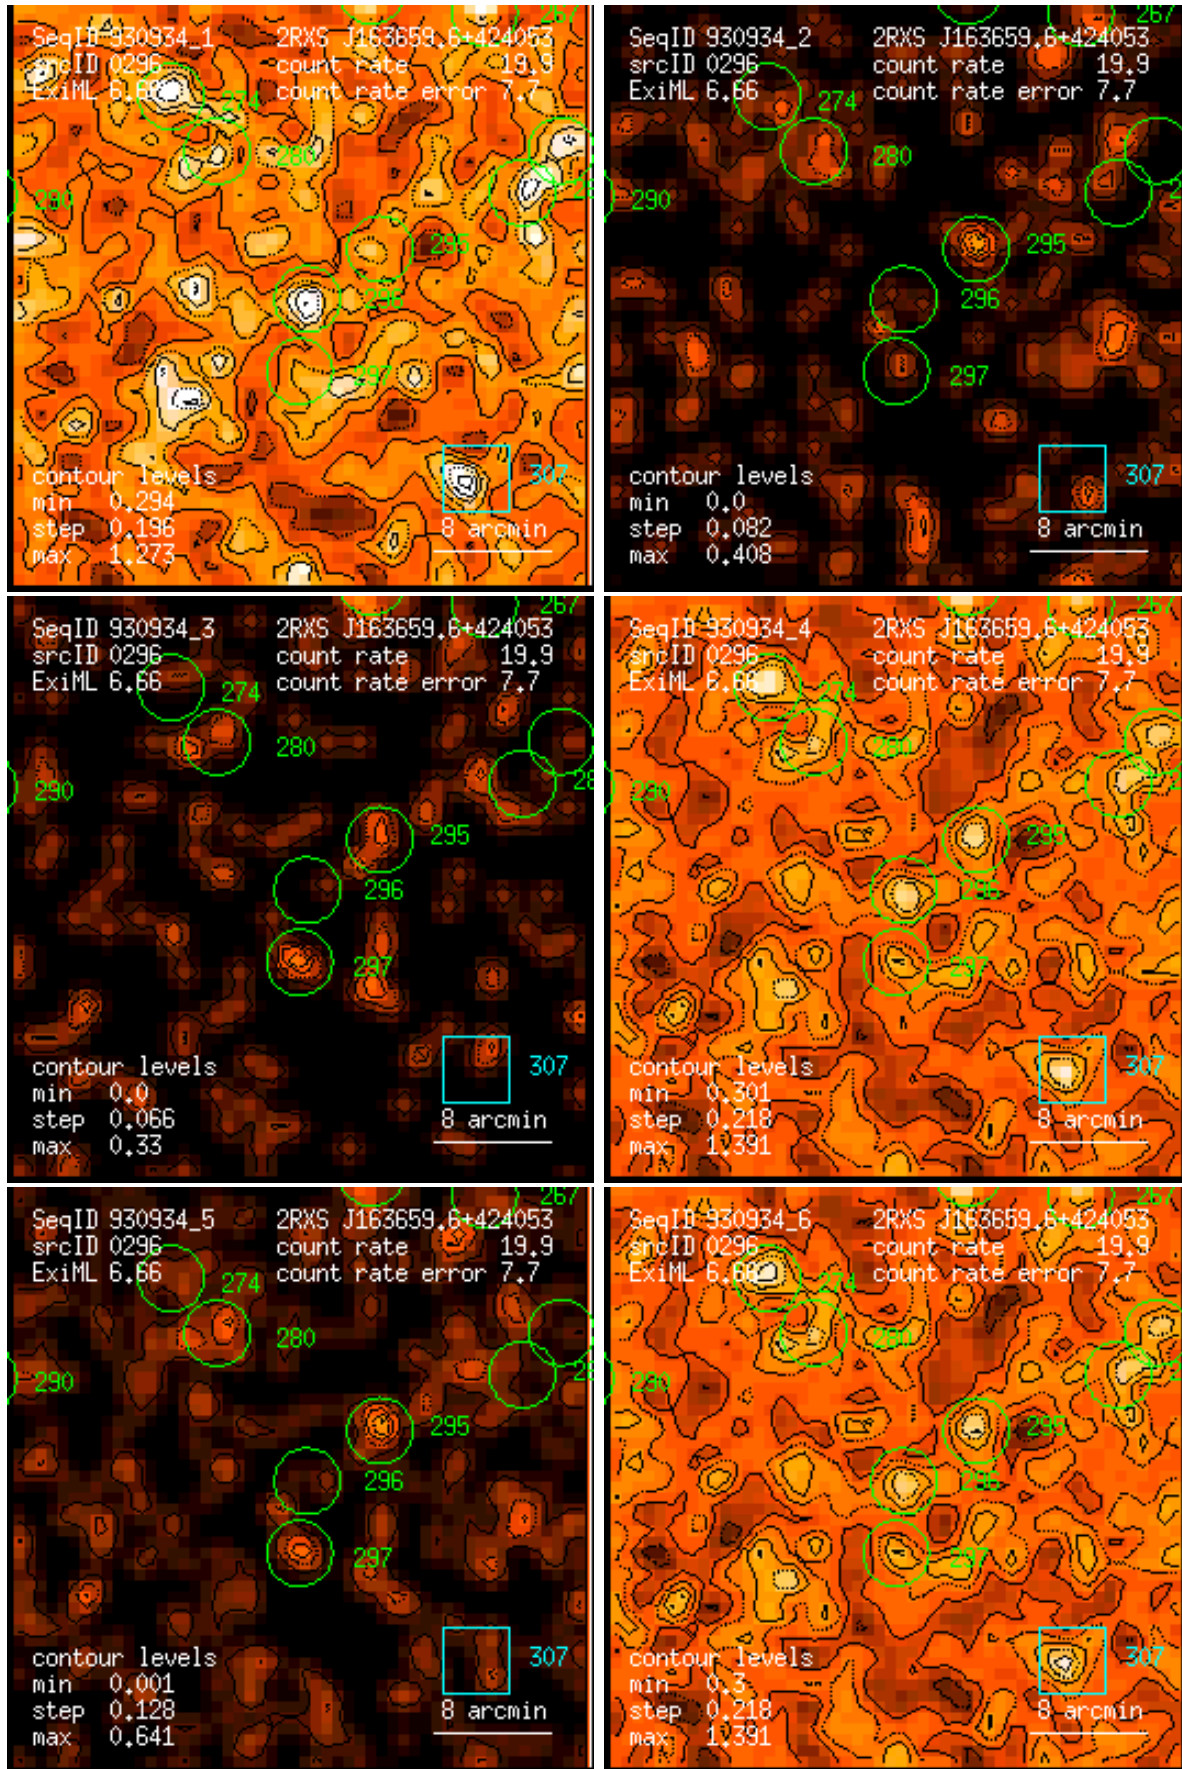 267
SeqID 930934_1 2RXS J163659.6+424053
srcID 0296 count rate 19.9
ExiML 6.66 count rate error 7.7
274
280
290
295
296
297
contour levels
min 0.294
307
step 0.196
8 arcmin
max 1.273
267
SeqID 930934_2 2RXS J163659.6+424053
srcID 0296 count rate 19.9
ExiML 6.66 count rate error 7.7
274
280
290
295
296
297
contour levels
min 0.0
307
step 0.082
8 arcmin
max 0.408
267
SeqID 930934_3 2RXS J163659.6+424053
srcID 0296 count rate 19.9
ExiML 6.66 count rate error 7.7
274
280
290
295
296
297
contour levels
min 0.0
307
step 0.066
8 arcmin
max 0.33
SeqID 930934_4 2RXS J163659.6+424053
srcID 0296 count rate 19.9
ExiML 6.66 count rate error 7.7
274
280
290
295
296
297
contour levels
min 0.301
307
step 0.218
8 arcmin
max 1.391
267
SeqID 930934_5 2RXS J163659.6+424053
srcID 0296 count rate 19.9
ExiML 6.66 count rate error 7.7
274
280
290
295
296
297
contour levels
min 0.001
307
step 0.128
8 arcmin
max 0.641
267
SeqID 930934_6 2RXS J163659.6+424053
srcID 0296 count rate 19.9
ExiML 6.66 count rate error 7.7
274
280
290
295
296
297
contour levels
min 0.3
307
step 0.218
8 arcmin
max 1.391